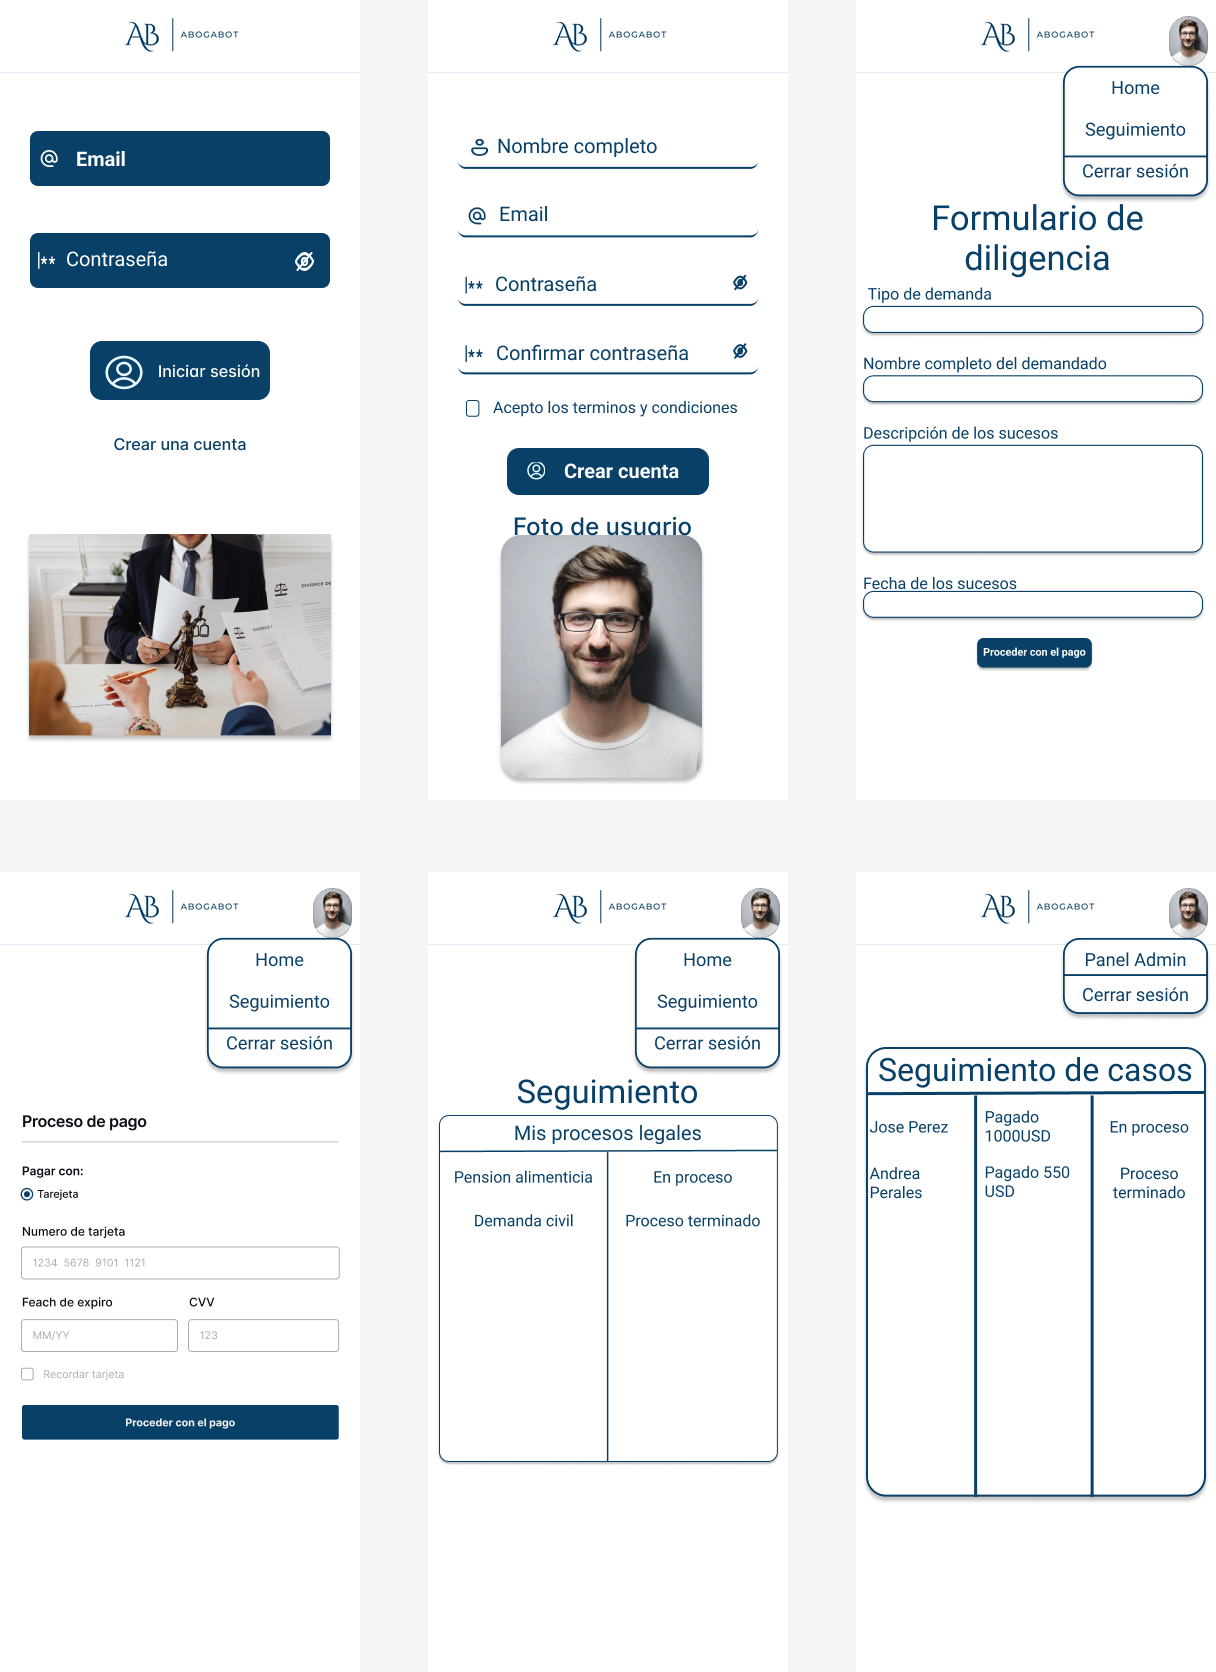 AB ABOGABOT
Email
Contraseña
Iniciar sesión
Crear una cuenta
DIVORCE
AB ABOGABOT
Nombre completo
Email
Contraseña
Confirmar contraseña
Acepto los terminos y condiciones
Crear cuenta
Foto de usuario
AB ABOGABOT
Home
Seguimiento
Cerrar sesión
Formulario de
diligencia
Tipo de demanda
Nombre completo del demandado
Descripción de los sucesos
Fecha de los sucesos
Proceder con el pago
AB ABOGABOT
Home
Seguimiento
Cerrar sesión
Proceso de pago
Pagar con:
Tarejeta
Numero de tarjeta
1234 5678 9101 1121
Feach de expiro CVV
MM/YY 123
Recordar tarjeta
Proceder con el pago
AB ABOGABOT
Home
Seguimiento
Cerrar sesión
Seguimiento
Mis procesos legales
Pension alimenticia En proceso
Demanda civil Proceso terminado
AB ABOGABOT
Panel Admin
Cerrar sesión
Seguimiento de casos
Jose Perez Pagado 1000USD En proceso
Andrea Perales Pagado 550 USD Proceso terminado